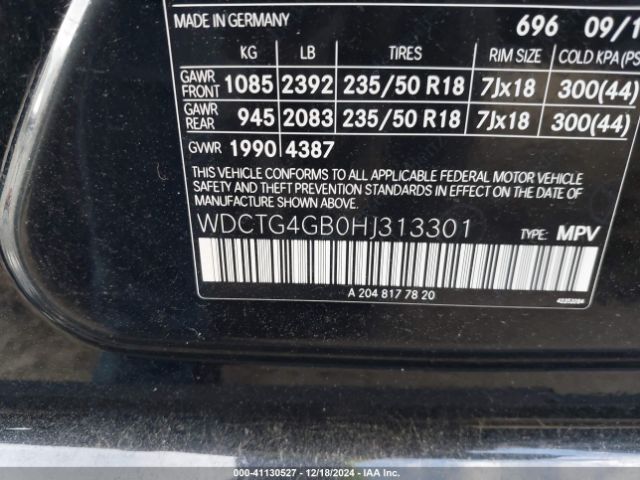 MADE IN GERMANY 696 09/1
KG LB TIRES RIM SIZE COLD KPA(PS
GAWR FRONT 1085 2392 235/50 R18 7Jx18 300(44)
GAWR REAR 945 2083 235/50 R18 7Jx18 300(44)
GVWR 1990 4387
THIS VEHICLE CONFORMS TO ALL APPLICABLE FEDERAL MOTOR VEHICLE
SAFETY AND THEFT PREVENTION STANDARDS IN EFFECT ON THE DATE OF
MANUFACTURE SHOWN ABOVE.
WDCTG4GB0HJ313301 TYPE: MPV
A 204 817 78 20
000-41130527 - 12/18/2024 - IAA Inc.